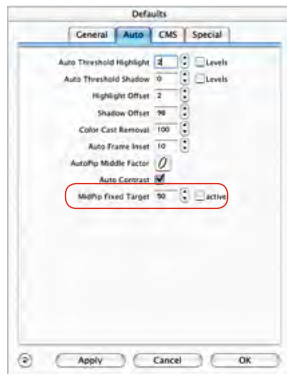 Defaults
General Auto CMS Special
Auto Threshold Highlight 2 Levels
Auto Threshold Shadow 0 Levels
Highlight Offset 2
Shadow Offset 98
Color Cast Removal 100
Auto Frame Inset 10
AutoPip Middle Factor
Auto Contrast
MidPip Fixed Target 50 active
Apply Cancel OK